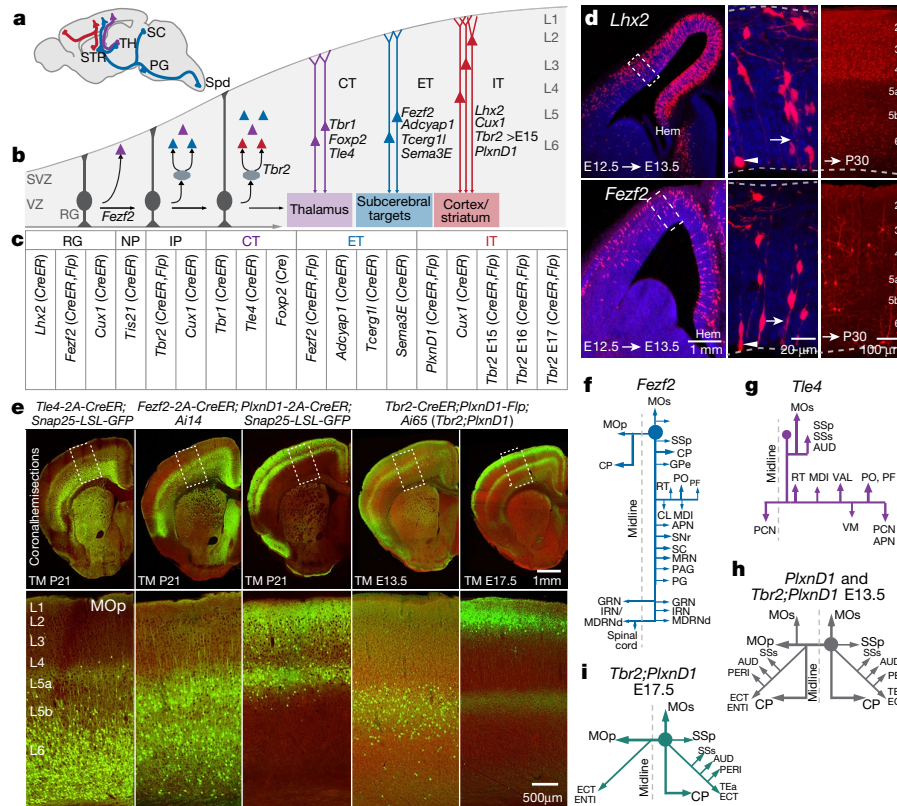 a
SC
TH
STR
PG
Spd
L1
L2
L3
L4
L5
L6
CT
ET
IT
Tbr1
Foxp2
Tle4
Fezf2
Adcyap1
Tcerg1l
Sema3E
Lhx2
Cux1
Tbr2 >E15
PlxnD1
b
SVZ
VZ
RG
Fezf2
Tbr2
Thalamus
Subcerebral
targets
Cortex/
striatum
c
RG
NP
IP
CT
ET
IT
Lhx2 (CreER)
Fezf2 (CreER,Flp)
Cux1 (CreER)
Tis21 (CreER)
Tbr2 (CreER,Flp)
Cux1 (CreER)
Tbr1 (CreER)
Tle4 (CreER)
Foxp2 (Cre)
Fezf2 (CreER,Flp)
Adcyap1 (CreER)
Tcerg1l (CreER)
Sema3E (CreER)
PlxnD1 (CreER,Flp)
Cux1 (CreER)
Tbr2 E15 (CreER,Flp)
Tbr2 E16 (CreER,Flp)
Tbr2 E17 (CreER,Flp)
d
Lhx2
Hem
E12.5 → E13.5
P30
5a
Fezf2
Hem
E12.5 → E13.5
1 mm
20 µm
P30
100 µm
5a
e
Tle4-2A-CreER;
Snap25-LSL-GFP
Fezf2-2A-CreER;
Ai14
PlxnD1-2A-CreER;
Snap25-LSL-GFP
Tbr2-CreER;PlxnD1-Flp;
Ai65 (Tbr2;PlxnD1)
Coronalhemisections
TM P21
TM P21
TM P21
TM E13.5
TM E17.5
1mm
MOp
L1
L2
L3
L4
L5a
L5b
L6
500µm
f
Fezf2
MOs
MOp
SSp
CP
CP
GPe
RT
PO
PF
CL
MDI
APN
SNr
SC
MRN
PAG
PG
Midline
GRN
IRN/
MDRNd
Spinal
cord
GRN
IRN
MDRNd
g
Tle4
MOs
SSp
SSs
AUD
Midline
RT
MDI
VAL
PO, PF
PCN
VM
PCN
APN
h
PlxnD1 and
Tbr2;PlxnD1 E13.5
MOs
MOs
MOp
SSp
SSs
SSs
AUD
PERI
AUD
ECT
ENTI
CP
Midline
CP
i
Tbr2;PlxnD1
E17.5
MOs
MOp
SSp
SSs
AUD
PERI
TEa
ECT
ECT
ENTI
Midline
CP